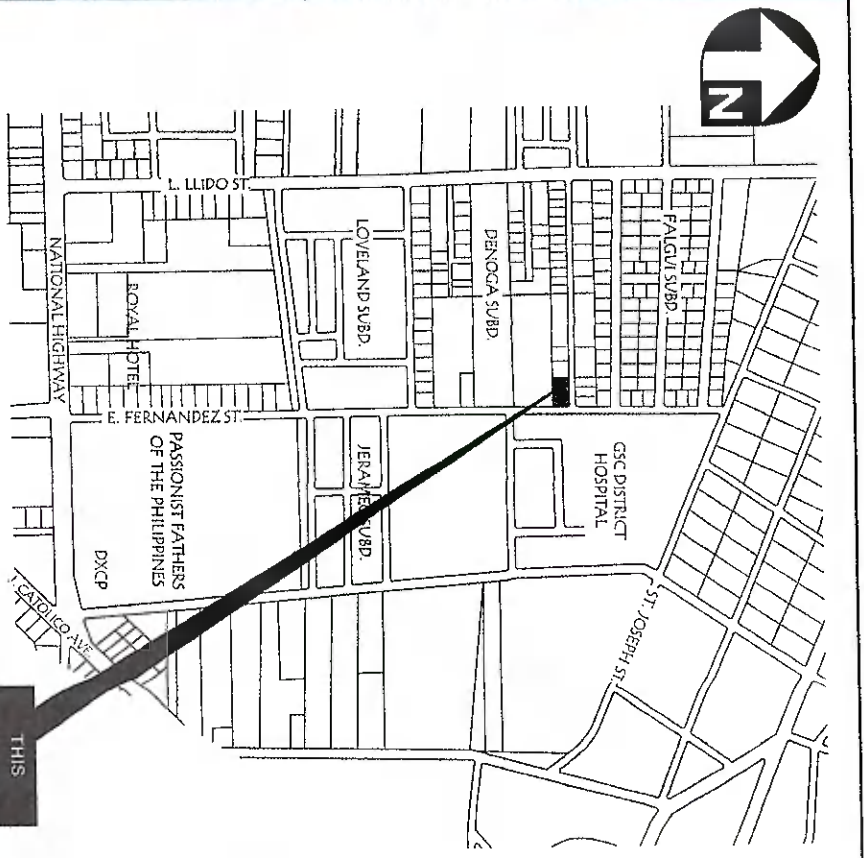 N
L. LLIDO ST.
NATIONAL HIGHWAY
ROYAL HOTEL
LOVELAND SUBD.
DENOGA SUBD.
FALGUI SUBD.
E. FERNANDEZ ST.
PASSIONIST FATHERS
OF THE PHILIPPINES
SUBD.
GSC DISTRICT
HOSPITAL
DXCP
J. CATOLICO AVE.
ST. JOSEPH ST.
THIS